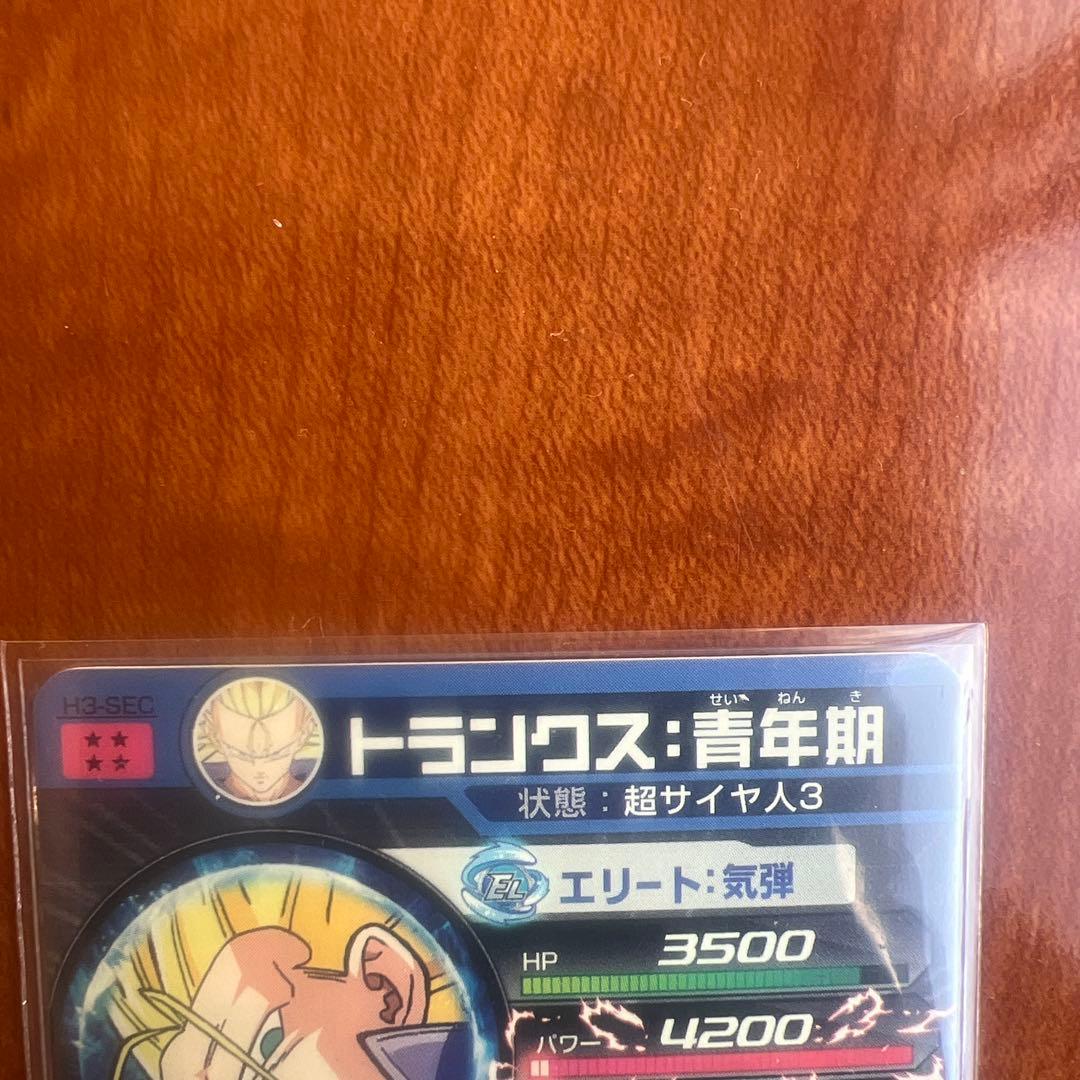 H3-SEC
せい ねん き
トランクス:青年期
状態:超サイヤ人3
EL エリート:気弾
HP 3500
パワー 4200